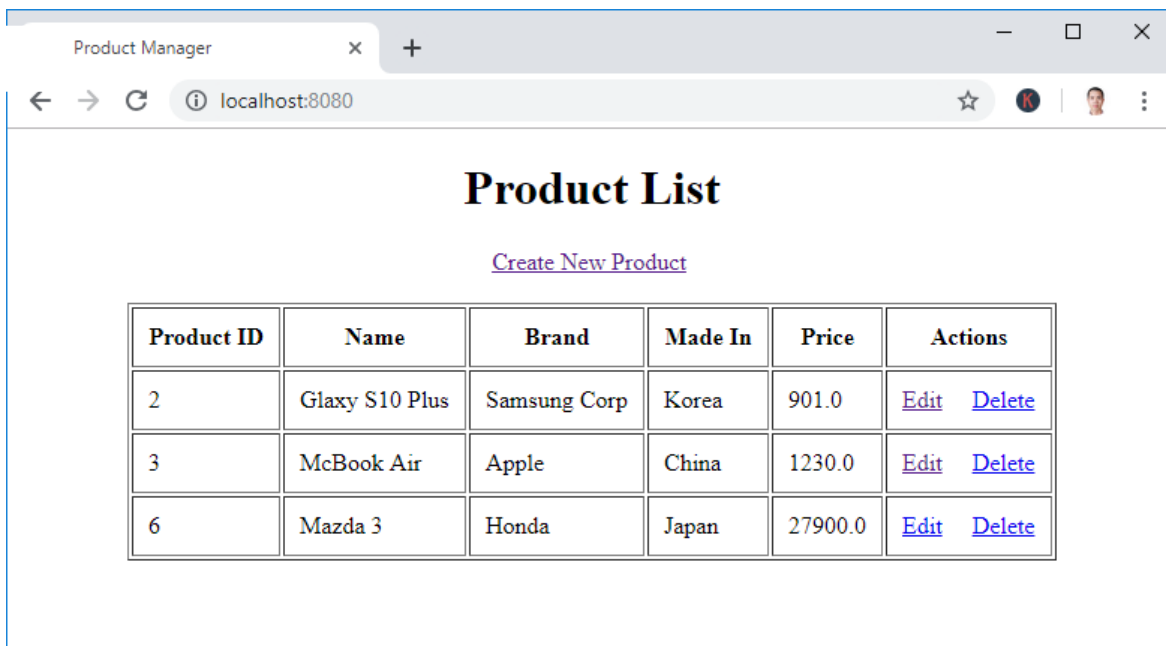 Product Manager
localhost:8080
K
Product List
Create New Product
Product ID Name Brand Made In Price Actions
2 Glaxy S10 Plus Samsung Corp Korea 901.0 Edit Delete
3 McBook Air Apple China 1230.0 Edit Delete
6 Mazda 3 Honda Japan 27900.0 Edit Delete